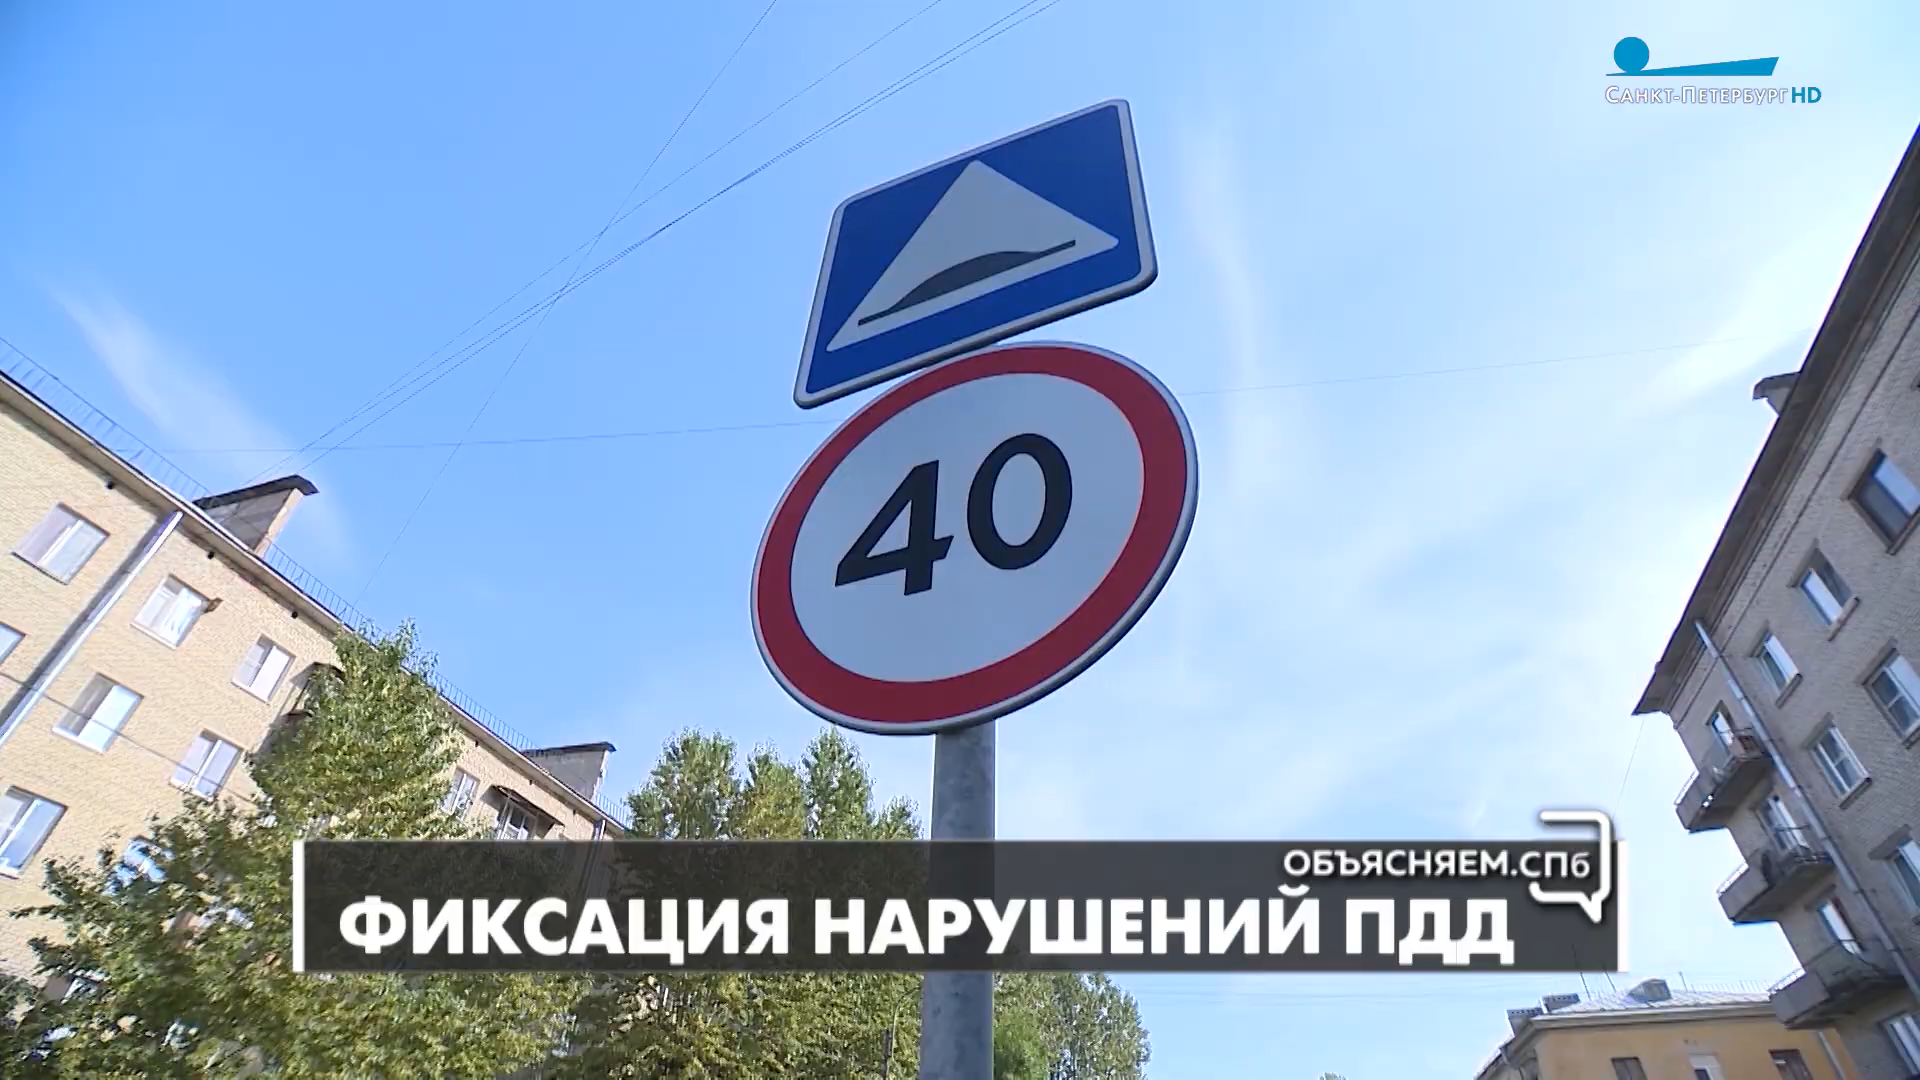 САНКТ-ПЕТЕРБУРГ HD
40
ОБЪЯСНЯЕМ.СПб
ФИКСАЦИЯ НАРУШЕНИЙ ПДД